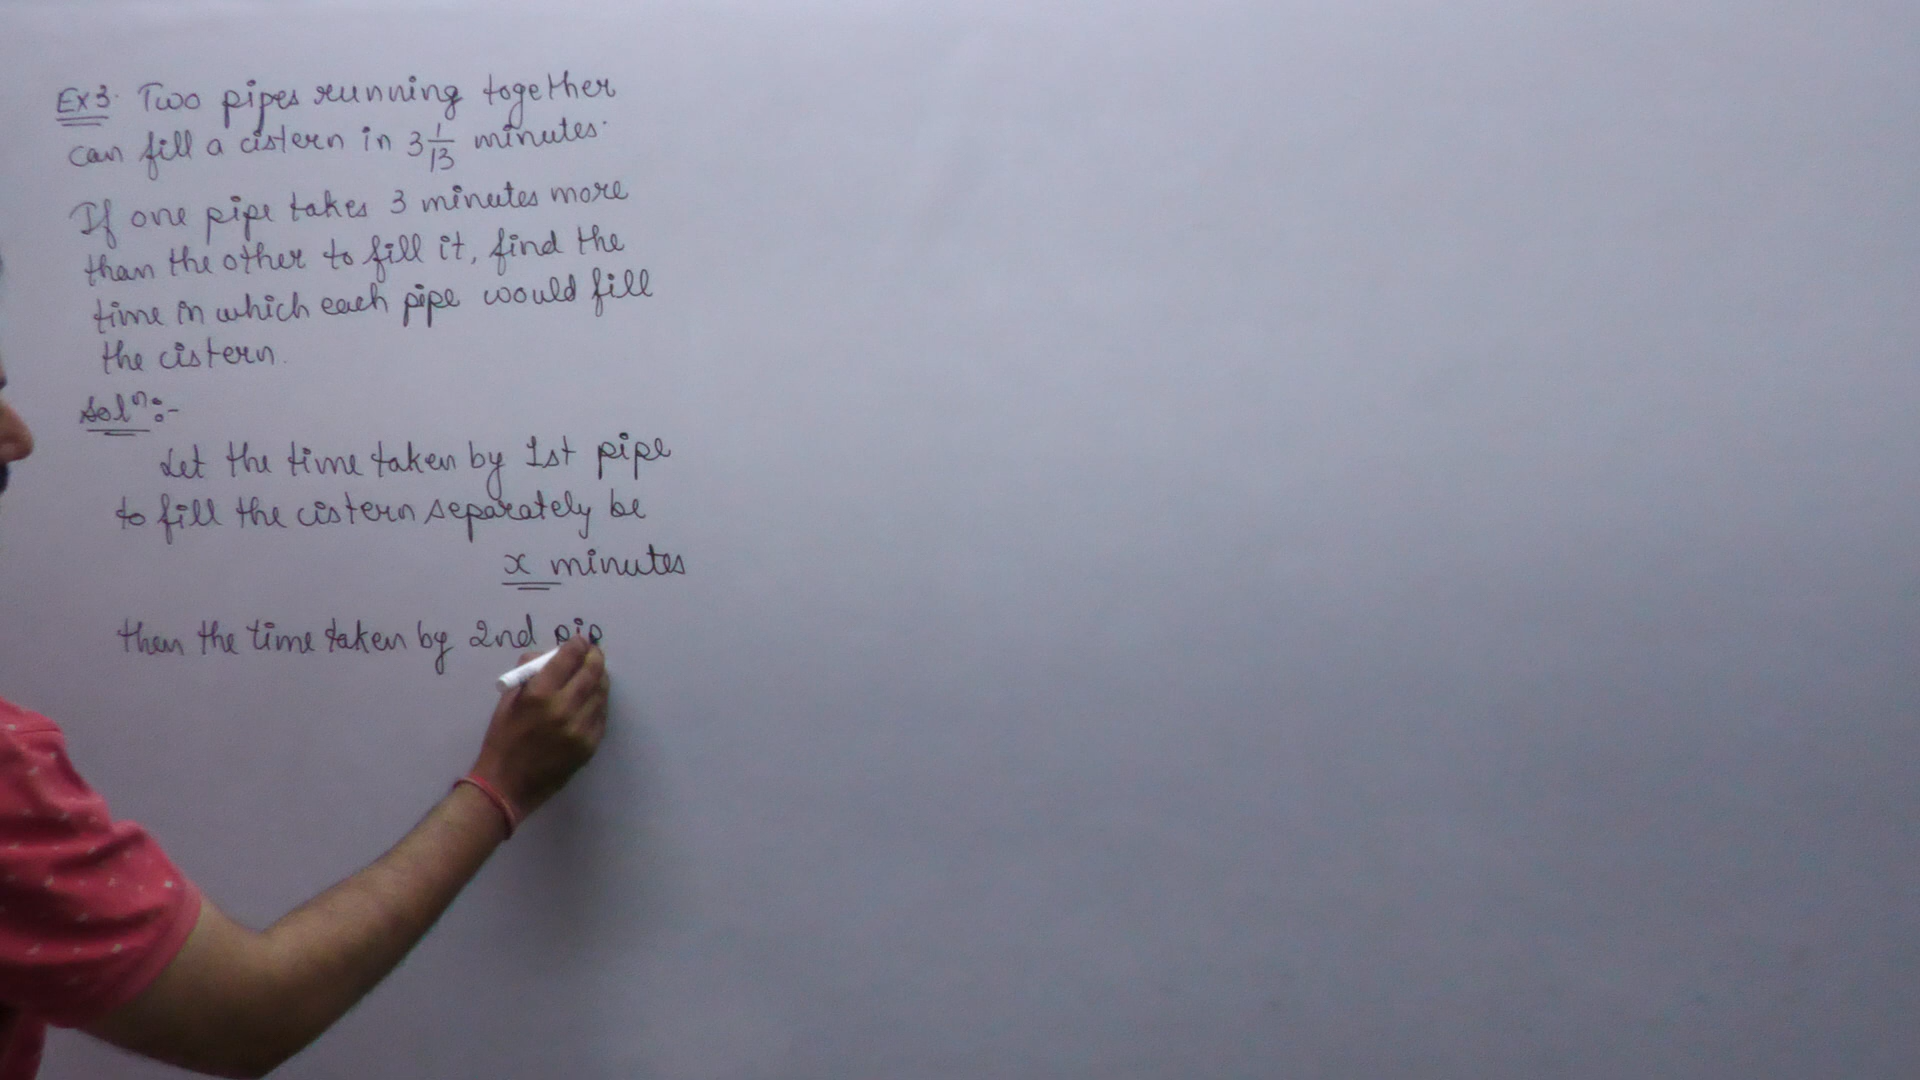 Ex3. Two pipes running together
can fill a cistern in 3 1/13 minutes.
If one pipe takes 3 minutes more
than the other to fill it, find the
time in which each pipe would fill
the cistern.
Solⁿ:-
Let the time taken by 1st pipe
to fill the cistern separately be
x minutes
then the time taken by 2nd pip